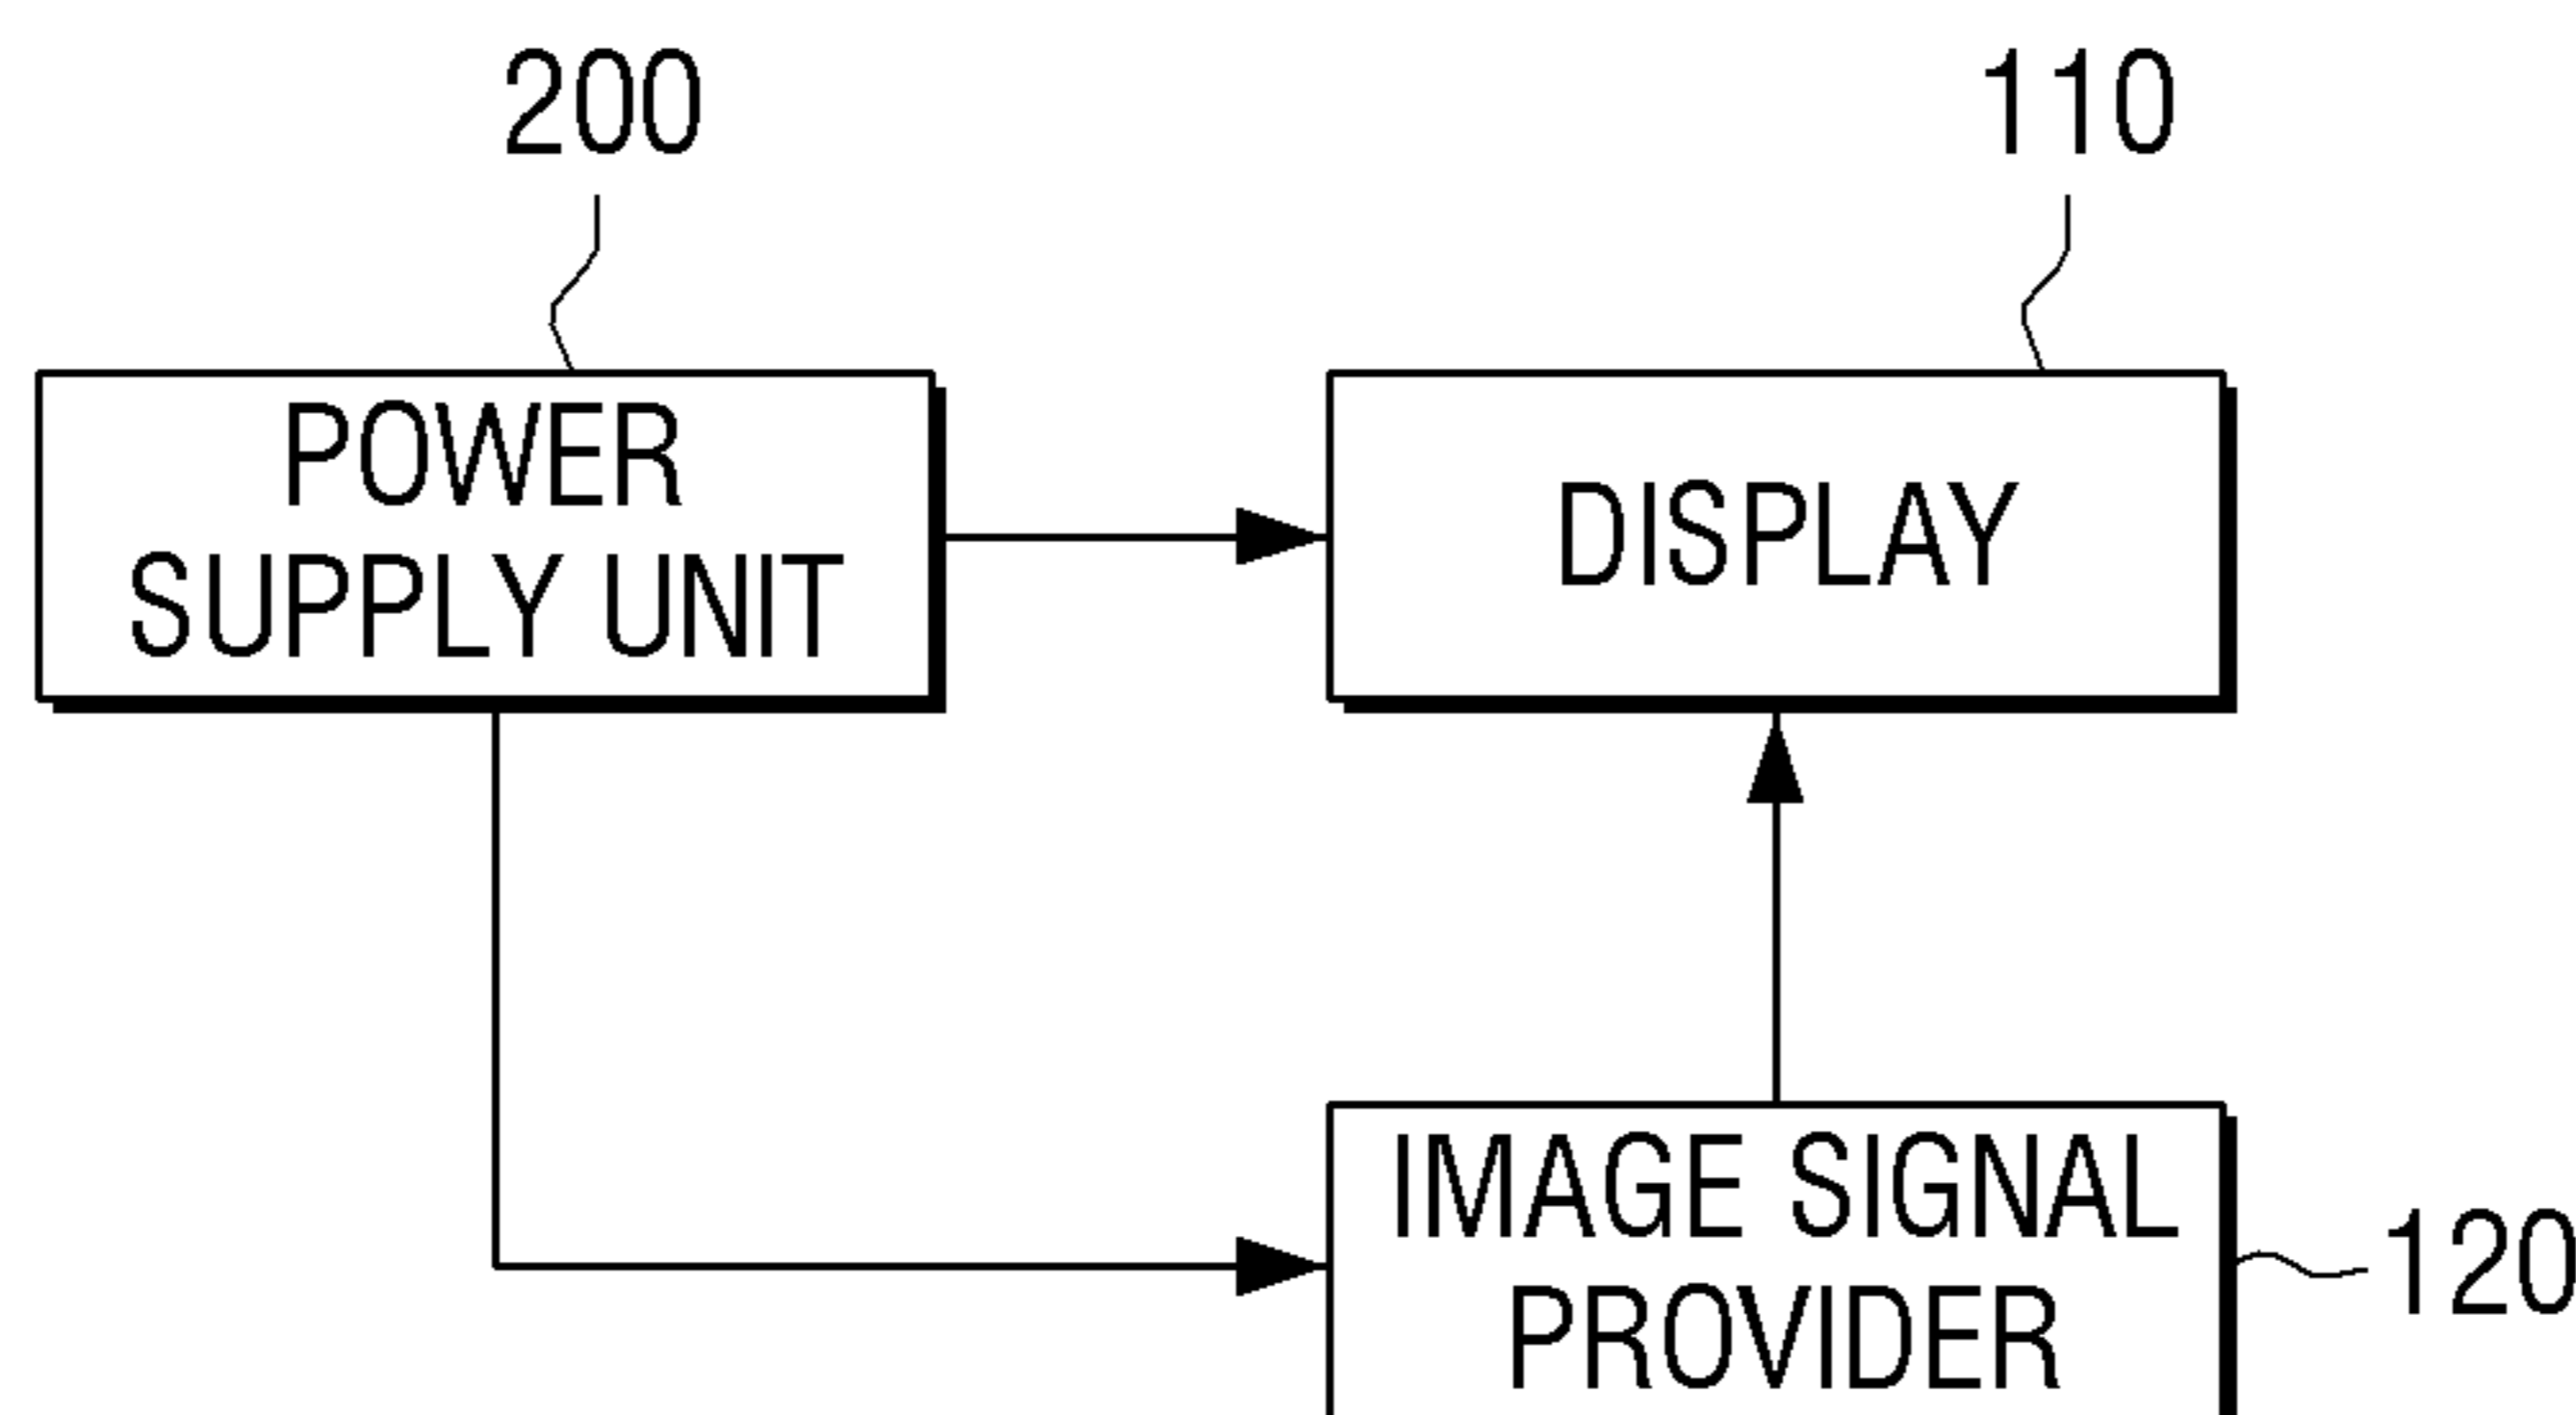 200
110
POWER
SUPPLY UNIT
DISPLAY
IMAGE SIGNAL
PROVIDER
120